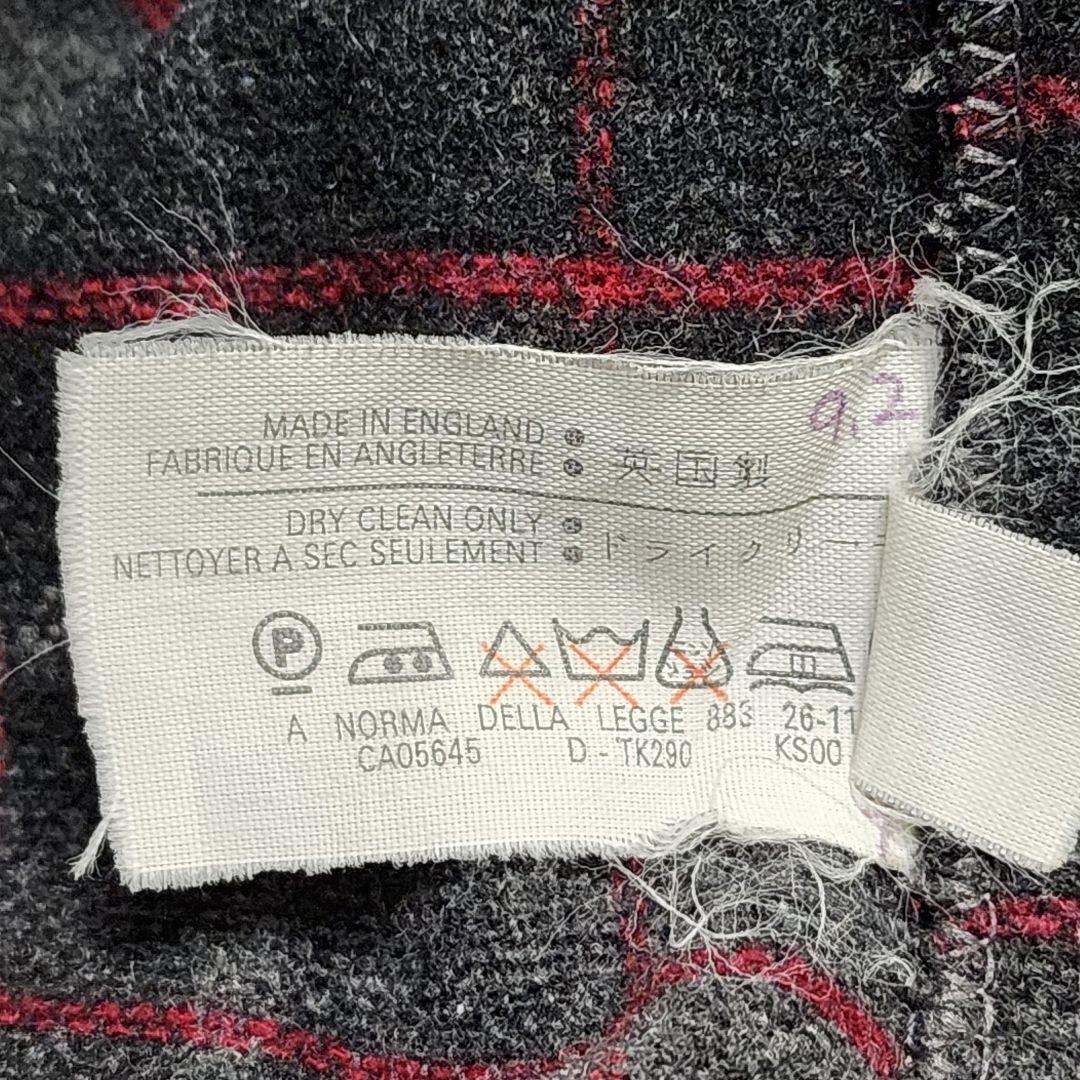 9.2
MADE IN ENGLAND
FABRIQUE EN ANGLETERRE
英国製
DRY CLEAN ONLY
NETTOYER A SEC SEULEMENT
ドライクリー
P
A NORMA DELLA LEGGE 883 26-11
CA05645 D - TK290 KS00